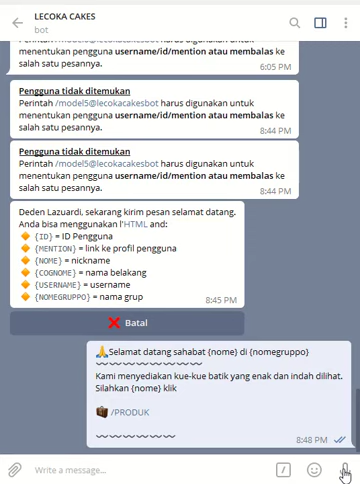 LECOKA CAKES
bot
Perintah /model5@lecokacakesbot harus digunakan untuk
menentukan pengguna username/id/mention atau membalas ke
salah satu pesannya.
6:05 PM
Pengguna tidak ditemukan
Perintah /model5@lecokacakesbot harus digunakan untuk
menentukan pengguna username/id/mention atau membalas ke
salah satu pesannya.
8:44 PM
Pengguna tidak ditemukan
Perintah /model5@lecokacakesbot harus digunakan untuk
menentukan pengguna username/id/mention atau membalas ke
salah satu pesannya.
8:44 PM
Deden Lazuardi, sekarang kirim pesan selamat datang.
Anda bisa menggunakan l'HTML and:
🔸 {ID} = ID Pengguna
🔸 {MENTION} = link ke profil pengguna
🔸 {NOME} = nickname
🔸 {COGNOME} = nama belakang
🔸 {USERNAME} = username
🔸 {NOMEGRUPPO} = nama grup
8:45 PM
❌ Batal
🙏Selamat datang sahabat {nome} di {nomegruppo}
〰〰〰〰〰〰〰〰
Kami menyediakan kue-kue batik yang enak dan indah dilihat.
Silahkan {nome} klik
💼 /PRODUK
〰〰〰〰〰〰
8:48 PM
Write a message...